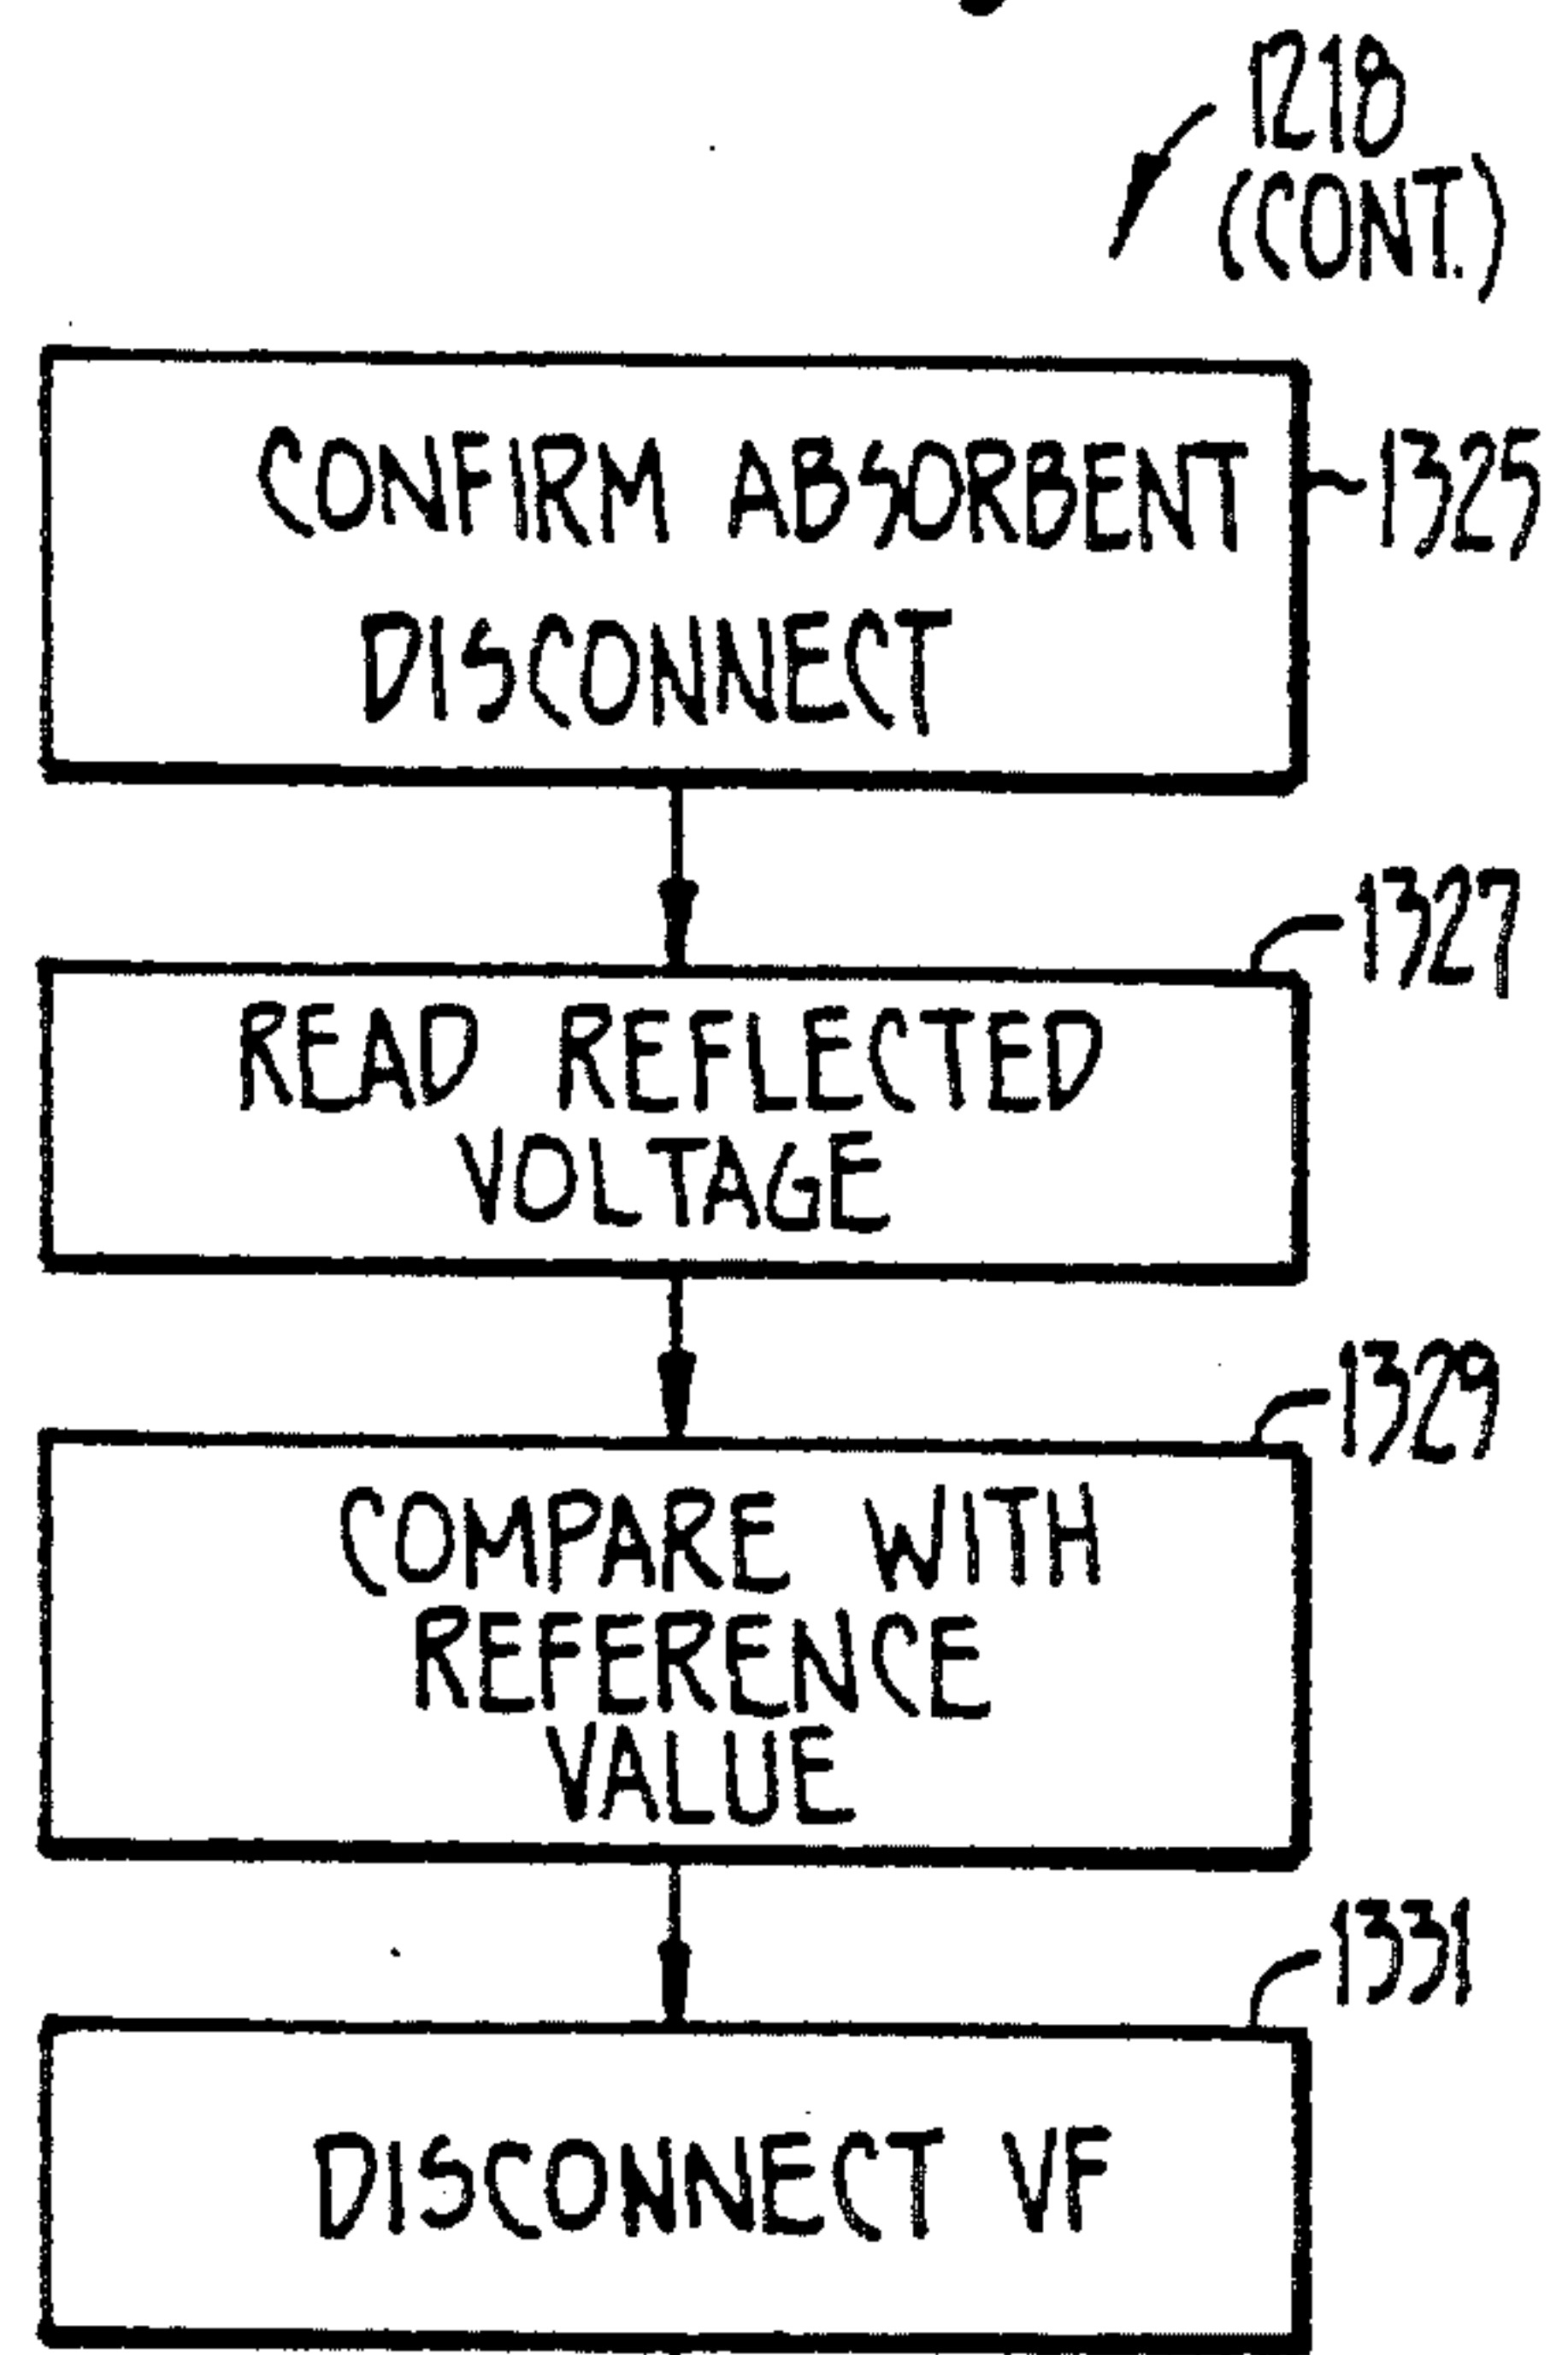 1218
(CONT.)
CONFIRM ABSORBENT
DISCONNECT
1325
1327
READ REFLECTED
VOLTAGE
1329
COMPARE WITH
REFERENCE
VALUE
1331
DISCONNECT VF